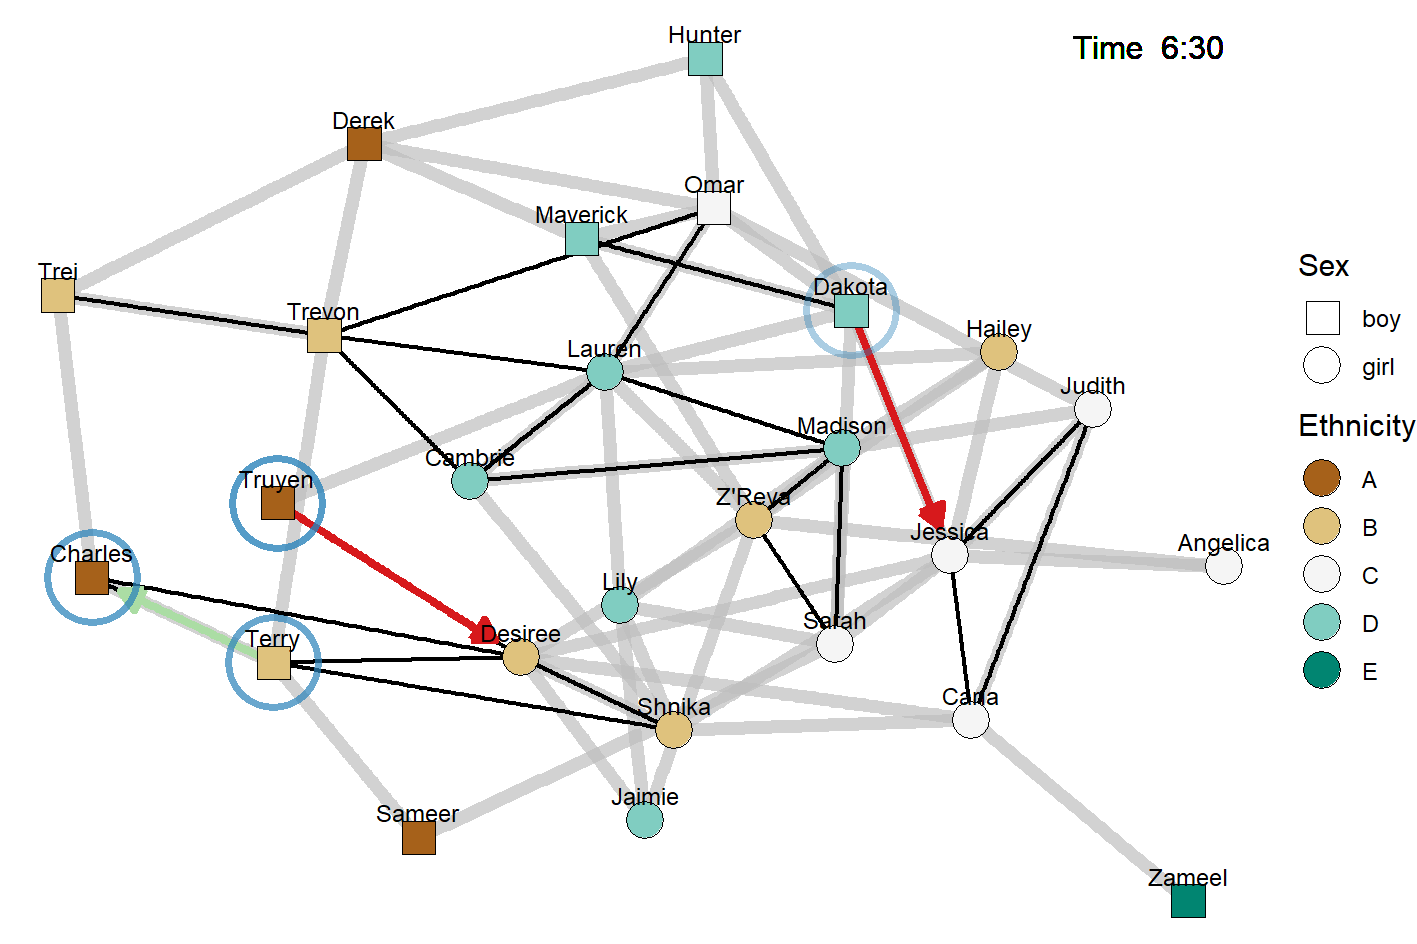 Hunter
Time  6:30
Derek
Omar
Maverick
Trei
Dakota
Trevon
Hailey
Lauren
Judith
Madison
Cambrie
Truyen
Z'Reya
Jessica
Angelica
Charles
Lily
Sarah
Terry
Desiree
Cana
Shnika
Jaimie
Sameer
Zameel
Sex
boy
girl
Ethnicity
A
B
C
D
E